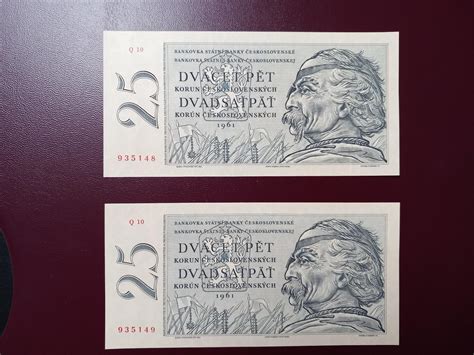 Q 10
BANKOVKA STÁTNÍ BANKY ČESKOSLOVENSKÉ
BANKOVKA ŠTÁTNEJ BANKY ČESKOSLOVENSKEJ
25
DVACET PĚT
KORUN ČESKOSLOVENSKÝCH
DVADSAŤPÄŤ
KORÚN ČESKOSLOVENSKÝCH
1961
935148
Q 10
BANKOVKA STÁTNÍ BANKY ČESKOSLOVENSKÉ
BANKOVKA ŠTÁTNEJ BANKY ČESKOSLOVENSKEJ
25
DVACET PĚT
KORUN ČESKOSLOVENSKÝCH
DVADSAŤPÄŤ
KORÚN ČESKOSLOVENSKÝCH
1961
935149